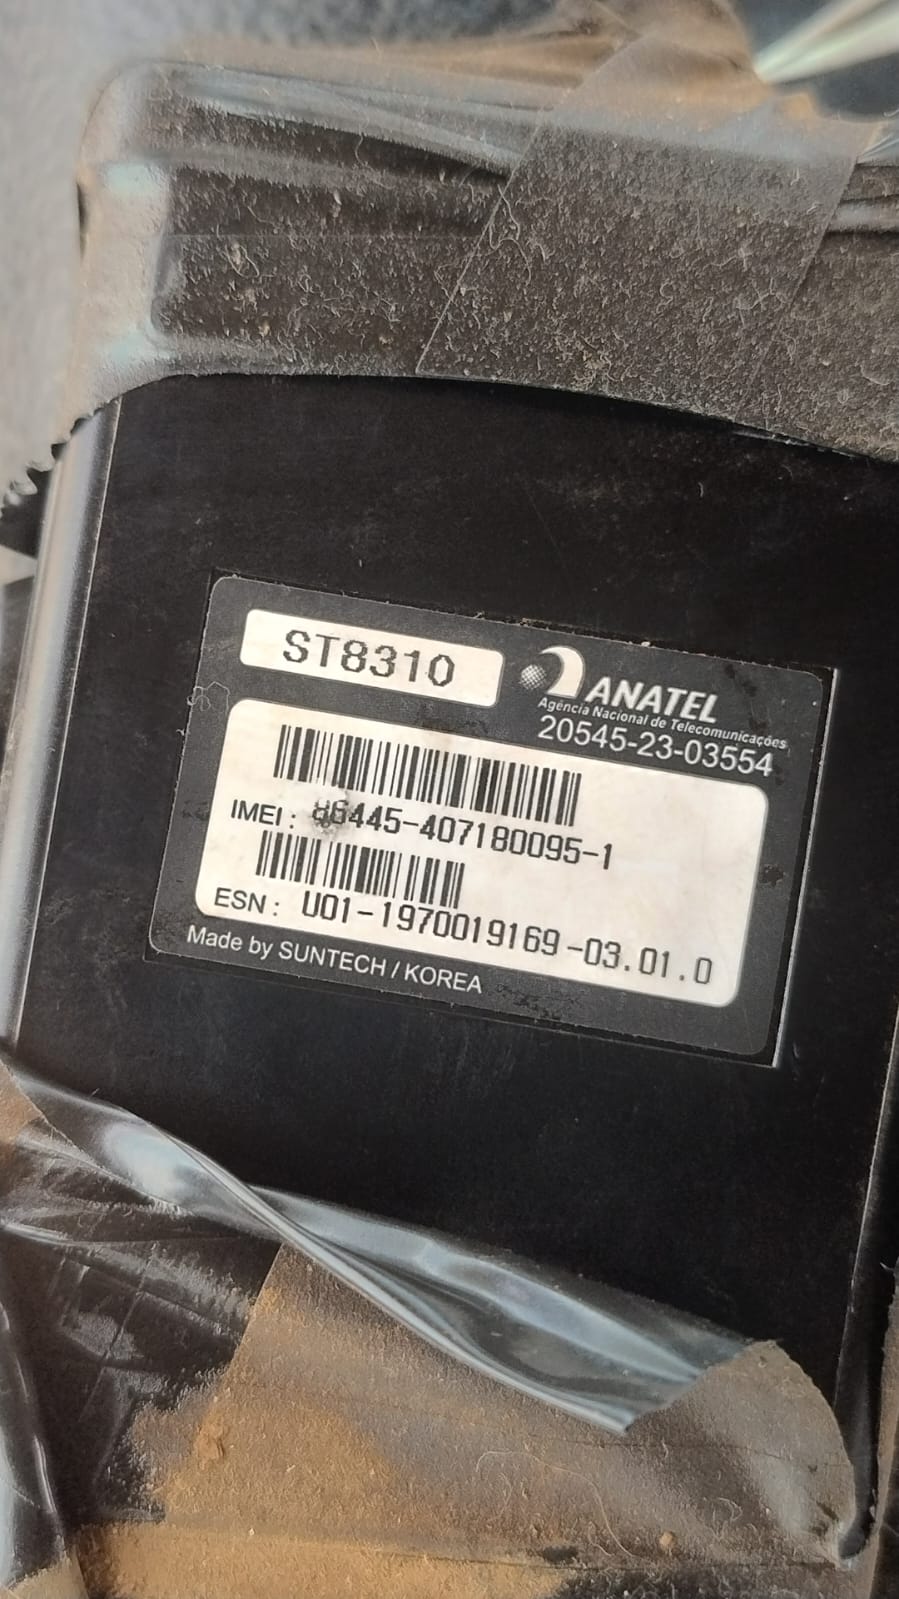 ST8310
ANATEL
Agência Nacional de Telecomunicações
20545-23-03554
IMEI: 86445-407180095-1
ESN: U01-1970019169-03.01.0
Made by SUNTECH / KOREA